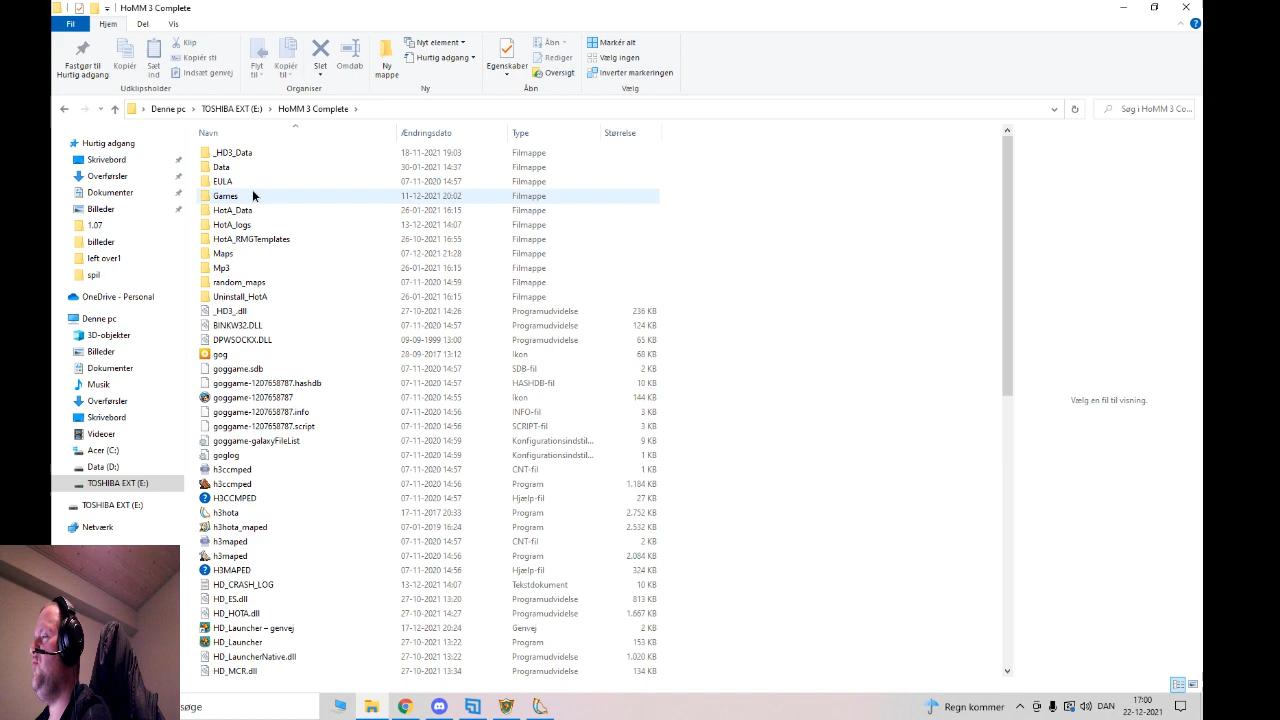 HoMM 3 Complete
Fil Hjem Del Vis
Fastgør til Hurtig adgang
Kopiér
Sæt ind
Klip
Kopiér sti
Indsæt genvej
Udklipsholder
Flyt til
Kopiér til
Slet
Omdøb
Organiser
Ny mappe
Nyt element
Hurtig adgang
Ny
Egenskaber
Åbn
Rediger
Oversigt
Åbn
Markér alt
Vælg ingen
Inverter markeringen
Vælg
Denne pc > TOSHIBA EXT (E:) > HoMM 3 Complete >
Søg i HoMM 3 Co...
Hurtig adgang
Skrivebord
Overførsler
Dokumenter
Billeder
1.07
billeder
left over1
spil
OneDrive - Personal
Denne pc
3D-objekter
Billeder
Dokumenter
Musik
Overførsler
Skrivebord
Videoer
Acer (C:)
Data (D:)
TOSHIBA EXT (E:)
TOSHIBA EXT (E:)
Netværk
Navn Ændringsdato Type Størrelse
_HD3_Data 18-11-2021 19:03 Filmappe
Data 30-01-2021 14:37 Filmappe
EULA 07-11-2020 14:57 Filmappe
Games 11-12-2021 20:02 Filmappe
HotA_Data 26-01-2021 16:15 Filmappe
HotA_logs 13-12-2021 14:07 Filmappe
HotA_RMGTemplates 26-10-2021 16:55 Filmappe
Maps 07-12-2021 21:28 Filmappe
Mp3 26-01-2021 16:15 Filmappe
random_maps 07-11-2020 14:59 Filmappe
Uninstall_HotA 26-01-2021 16:15 Filmappe
_HD3_.dll 27-10-2021 14:26 Programudvidelse 236 KB
BINKW32.DLL 07-11-2020 14:57 Programudvidelse 124 KB
DPWSOCKX.DLL 09-09-1999 13:00 Programudvidelse 65 KB
gog 28-09-2017 13:12 Ikon 68 KB
goggame.sdb 07-11-2020 14:57 SDB-fil 2 KB
goggame-1207658787.hashdb 07-11-2020 14:57 HASHDB-fil 10 KB
goggame-1207658787 07-11-2020 14:55 Ikon 144 KB
goggame-1207658787.info 07-11-2020 14:56 INFO-fil 3 KB
goggame-1207658787.script 07-11-2020 14:56 SCRIPT-fil 3 KB
goggame-galaxyFileList 07-11-2020 14:59 Konfigurationsindstil... 9 KB
goglog 07-11-2020 14:59 Konfigurationsindstil... 1 KB
h3ccmped 07-11-2020 14:57 CNT-fil 1 KB
h3ccmped 07-11-2020 14:57 Program 1.184 KB
H3CCMPED 07-11-2020 14:57 Hjælp-fil 27 KB
h3hota 17-11-2017 20:33 Program 2.752 KB
h3hota_maped 07-01-2019 16:24 Program 2.532 KB
h3maped 07-11-2020 14:56 CNT-fil 2 KB
h3maped 07-11-2020 14:56 Program 2.084 KB
H3MAPED 07-11-2020 14:56 Hjælp-fil 324 KB
HD_CRASH_LOG 13-12-2021 14:07 Tekstdokument 10 KB
HD_ES.dll 27-10-2021 13:20 Programudvidelse 813 KB
HD_HOTA.dll 27-10-2021 14:27 Programudvidelse 1.667 KB
HD_Launcher – genvej 17-12-2021 20:24 Genvej 2 KB
HD_Launcher 27-10-2021 13:22 Program 153 KB
HD_LauncherNative.dll 27-10-2021 13:22 Programudvidelse 1.020 KB
HD_MCR.dll 27-10-2021 13:34 Programudvidelse 134 KB
Vælg en fil til visning.
søge
Regn kommer
DAN
17:00
22-12-2021